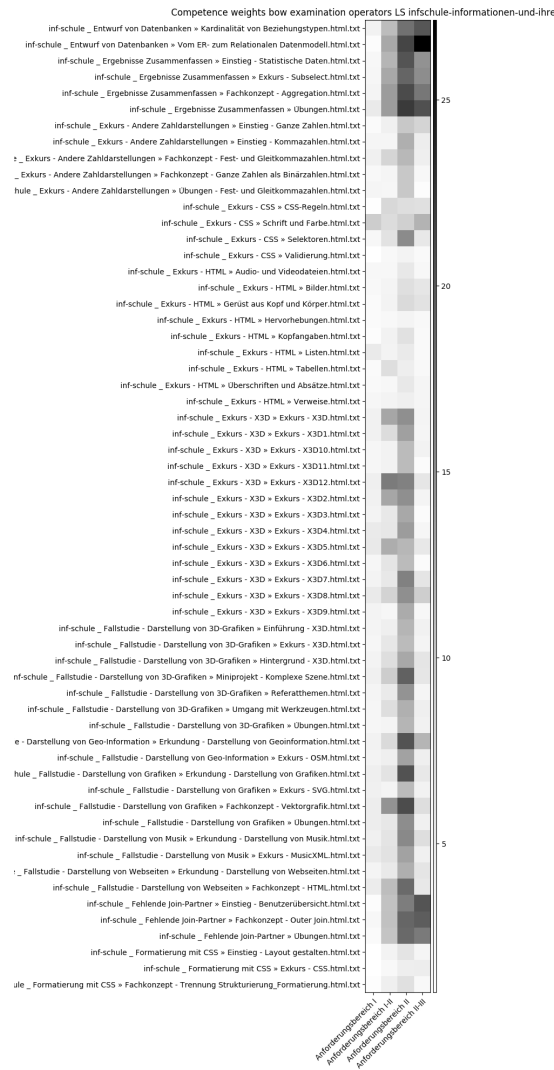 Competence weights bow examination operators LS infschule-informationen-und-ihre
inf-schule _ Entwurf von Datenbanken » Kardinalität von Beziehungstypen.html.txt
inf-schule _ Entwurf von Datenbanken » Vom ER- zum Relationalen Datenmodell.html.txt
inf-schule _ Ergebnisse Zusammenfassen » Einstieg - Statistische Daten.html.txt
inf-schule _ Ergebnisse Zusammenfassen » Exkurs - Subselect.html.txt
inf-schule _ Ergebnisse Zusammenfassen » Fachkonzept - Aggregation.html.txt
inf-schule _ Ergebnisse Zusammenfassen » Übungen.html.txt
inf-schule _ Exkurs - Andere Zahldarstellungen » Einstieg - Ganze Zahlen.html.txt
inf-schule _ Exkurs - Andere Zahldarstellungen » Einstieg - Kommazahlen.html.txt
e _ Exkurs - Andere Zahldarstellungen » Fachkonzept - Fest- und Gleitkommazahlen.html.txt
_ Exkurs - Andere Zahldarstellungen » Fachkonzept - Ganze Zahlen als Binärzahlen.html.txt
hule _ Exkurs - Andere Zahldarstellungen » Übungen - Fest- und Gleitkommazahlen.html.txt
inf-schule _ Exkurs - CSS » CSS-Regeln.html.txt
inf-schule _ Exkurs - CSS » Schrift und Farbe.html.txt
inf-schule _ Exkurs - CSS » Selektoren.html.txt
inf-schule _ Exkurs - CSS » Validierung.html.txt
inf-schule _ Exkurs - HTML » Audio- und Videodateien.html.txt
inf-schule _ Exkurs - HTML » Bilder.html.txt
inf-schule _ Exkurs - HTML » Gerüst aus Kopf und Körper.html.txt
inf-schule _ Exkurs - HTML » Hervorhebungen.html.txt
inf-schule _ Exkurs - HTML » Kopfangaben.html.txt
inf-schule _ Exkurs - HTML » Listen.html.txt
inf-schule _ Exkurs - HTML » Tabellen.html.txt
inf-schule _ Exkurs - HTML » Überschriften und Absätze.html.txt
inf-schule _ Exkurs - HTML » Verweise.html.txt
inf-schule _ Exkurs - X3D » Exkurs - X3D.html.txt
inf-schule _ Exkurs - X3D » Exkurs - X3D1.html.txt
inf-schule _ Exkurs - X3D » Exkurs - X3D10.html.txt
inf-schule _ Exkurs - X3D » Exkurs - X3D11.html.txt
inf-schule _ Exkurs - X3D » Exkurs - X3D12.html.txt
inf-schule _ Exkurs - X3D » Exkurs - X3D2.html.txt
inf-schule _ Exkurs - X3D » Exkurs - X3D3.html.txt
inf-schule _ Exkurs - X3D » Exkurs - X3D4.html.txt
inf-schule _ Exkurs - X3D » Exkurs - X3D5.html.txt
inf-schule _ Exkurs - X3D » Exkurs - X3D6.html.txt
inf-schule _ Exkurs - X3D » Exkurs - X3D7.html.txt
inf-schule _ Exkurs - X3D » Exkurs - X3D8.html.txt
inf-schule _ Exkurs - X3D » Exkurs - X3D9.html.txt
inf-schule _ Fallstudie - Darstellung von 3D-Grafiken » Einführung - X3D.html.txt
inf-schule _ Fallstudie - Darstellung von 3D-Grafiken » Exkurs - X3D.html.txt
inf-schule _ Fallstudie - Darstellung von 3D-Grafiken » Hintergrund - X3D.html.txt
nf-schule _ Fallstudie - Darstellung von 3D-Grafiken » Miniprojekt - Komplexe Szene.html.txt
inf-schule _ Fallstudie - Darstellung von 3D-Grafiken » Referatthemen.html.txt
inf-schule _ Fallstudie - Darstellung von 3D-Grafiken » Umgang mit Werkzeugen.html.txt
inf-schule _ Fallstudie - Darstellung von 3D-Grafiken » Übungen.html.txt
e - Darstellung von Geo-Information » Erkundung - Darstellung von Geoinformation.html.txt
inf-schule _ Fallstudie - Darstellung von Geo-Information » Exkurs - OSM.html.txt
hule _ Fallstudie - Darstellung von Grafiken » Erkundung - Darstellung von Grafiken.html.txt
inf-schule _ Fallstudie - Darstellung von Grafiken » Exkurs - SVG.html.txt
inf-schule _ Fallstudie - Darstellung von Grafiken » Fachkonzept - Vektorgrafik.html.txt
inf-schule _ Fallstudie - Darstellung von Grafiken » Übungen.html.txt
inf-schule _ Fallstudie - Darstellung von Musik » Erkundung - Darstellung von Musik.html.txt
inf-schule _ Fallstudie - Darstellung von Musik » Exkurs - MusicXML.html.txt
_ Fallstudie - Darstellung von Webseiten » Erkundung - Darstellung von Webseiten.html.txt
inf-schule _ Fallstudie - Darstellung von Webseiten » Fachkonzept - HTML.html.txt
inf-schule _ Fehlende Join-Partner » Einstieg - Benutzerübersicht.html.txt
inf-schule _ Fehlende Join-Partner » Fachkonzept - Outer Join.html.txt
inf-schule _ Fehlende Join-Partner » Übungen.html.txt
inf-schule _ Formatierung mit CSS » Einstieg - Layout gestalten.html.txt
inf-schule _ Formatierung mit CSS » Exkurs - CSS.html.txt
ule _ Formatierung mit CSS » Fachkonzept - Trennung Strukturierung_Formatierung.html.txt
Anforderungsbereich I
Anforderungsbereich I-II
Anforderungsbereich II
Anforderungsbereich II-III
25
20
15
10
5